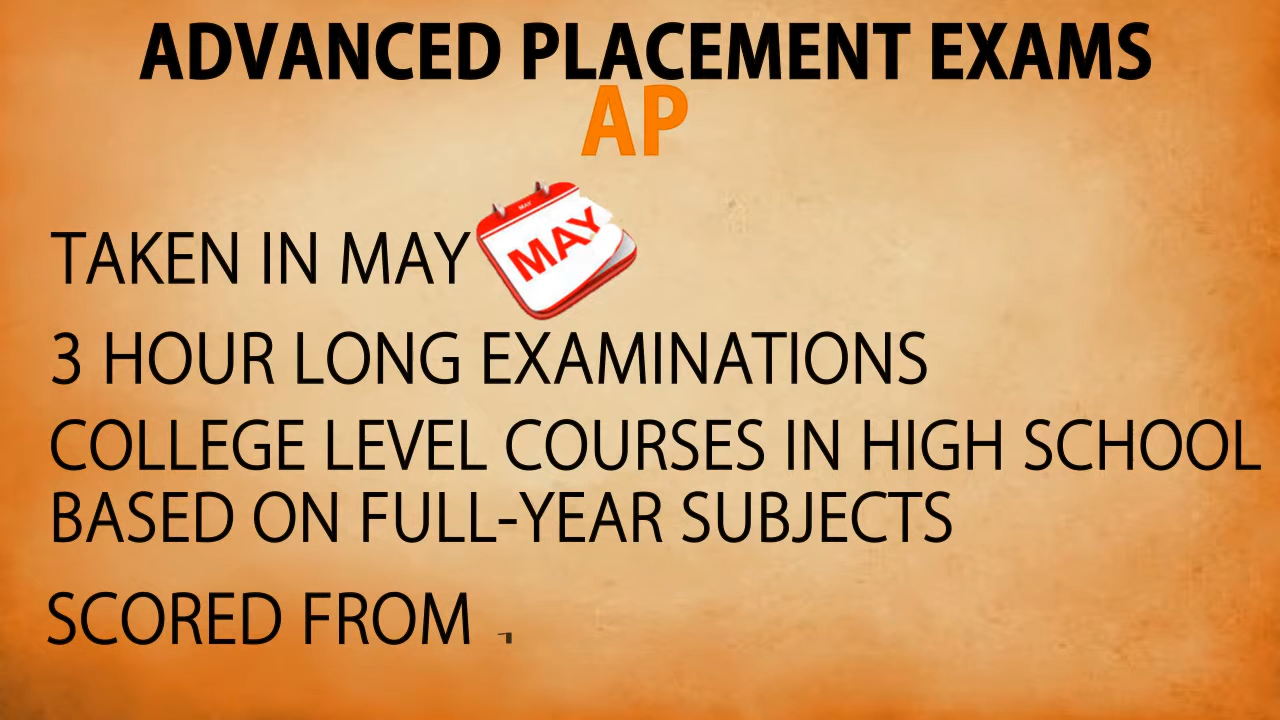 ADVANCED PLACEMENT EXAMS
AP
MAY
TAKEN IN MAY
MAY
3 HOUR LONG EXAMINATIONS
COLLEGE LEVEL COURSES IN HIGH SCHOOL
BASED ON FULL-YEAR SUBJECTS
SCORED FROM